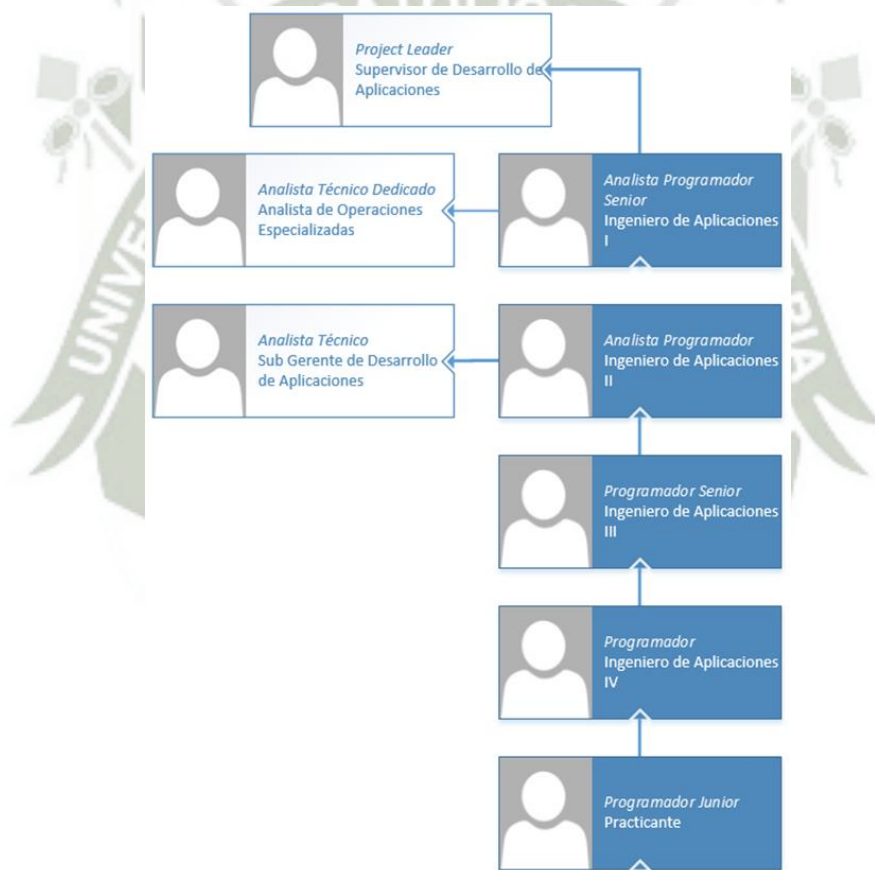 Project Leader
Supervisor de Desarrollo de
Aplicaciones
Analista Técnico Dedicado
Analista de Operaciones
Especializadas
Analista Programador
Senior
Ingeniero de Aplicaciones
I
Analista Técnico
Sub Gerente de Desarrollo
de Aplicaciones
Analista Programador
Ingeniero de Aplicaciones
II
Programador Senior
Ingeniero de Aplicaciones
III
Programador
Ingeniero de Aplicaciones
IV
Programador Junior
Practicante